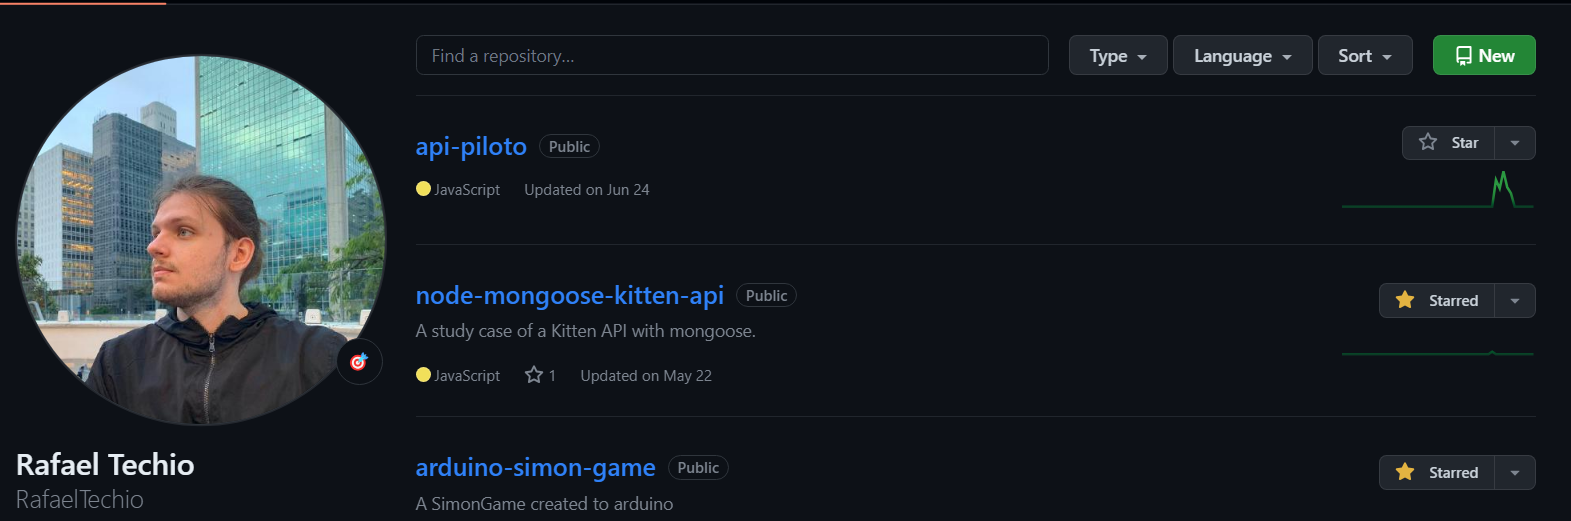 Find a repository...
Type
Language
Sort
New
api-piloto Public
Star
JavaScript Updated on Jun 24
node-mongoose-kitten-api Public
Starred
A study case of a Kitten API with mongoose.
JavaScript 1 Updated on May 22
arduino-simon-game Public
Starred
A SimonGame created to arduino
Rafael Techio
RafaelTechio